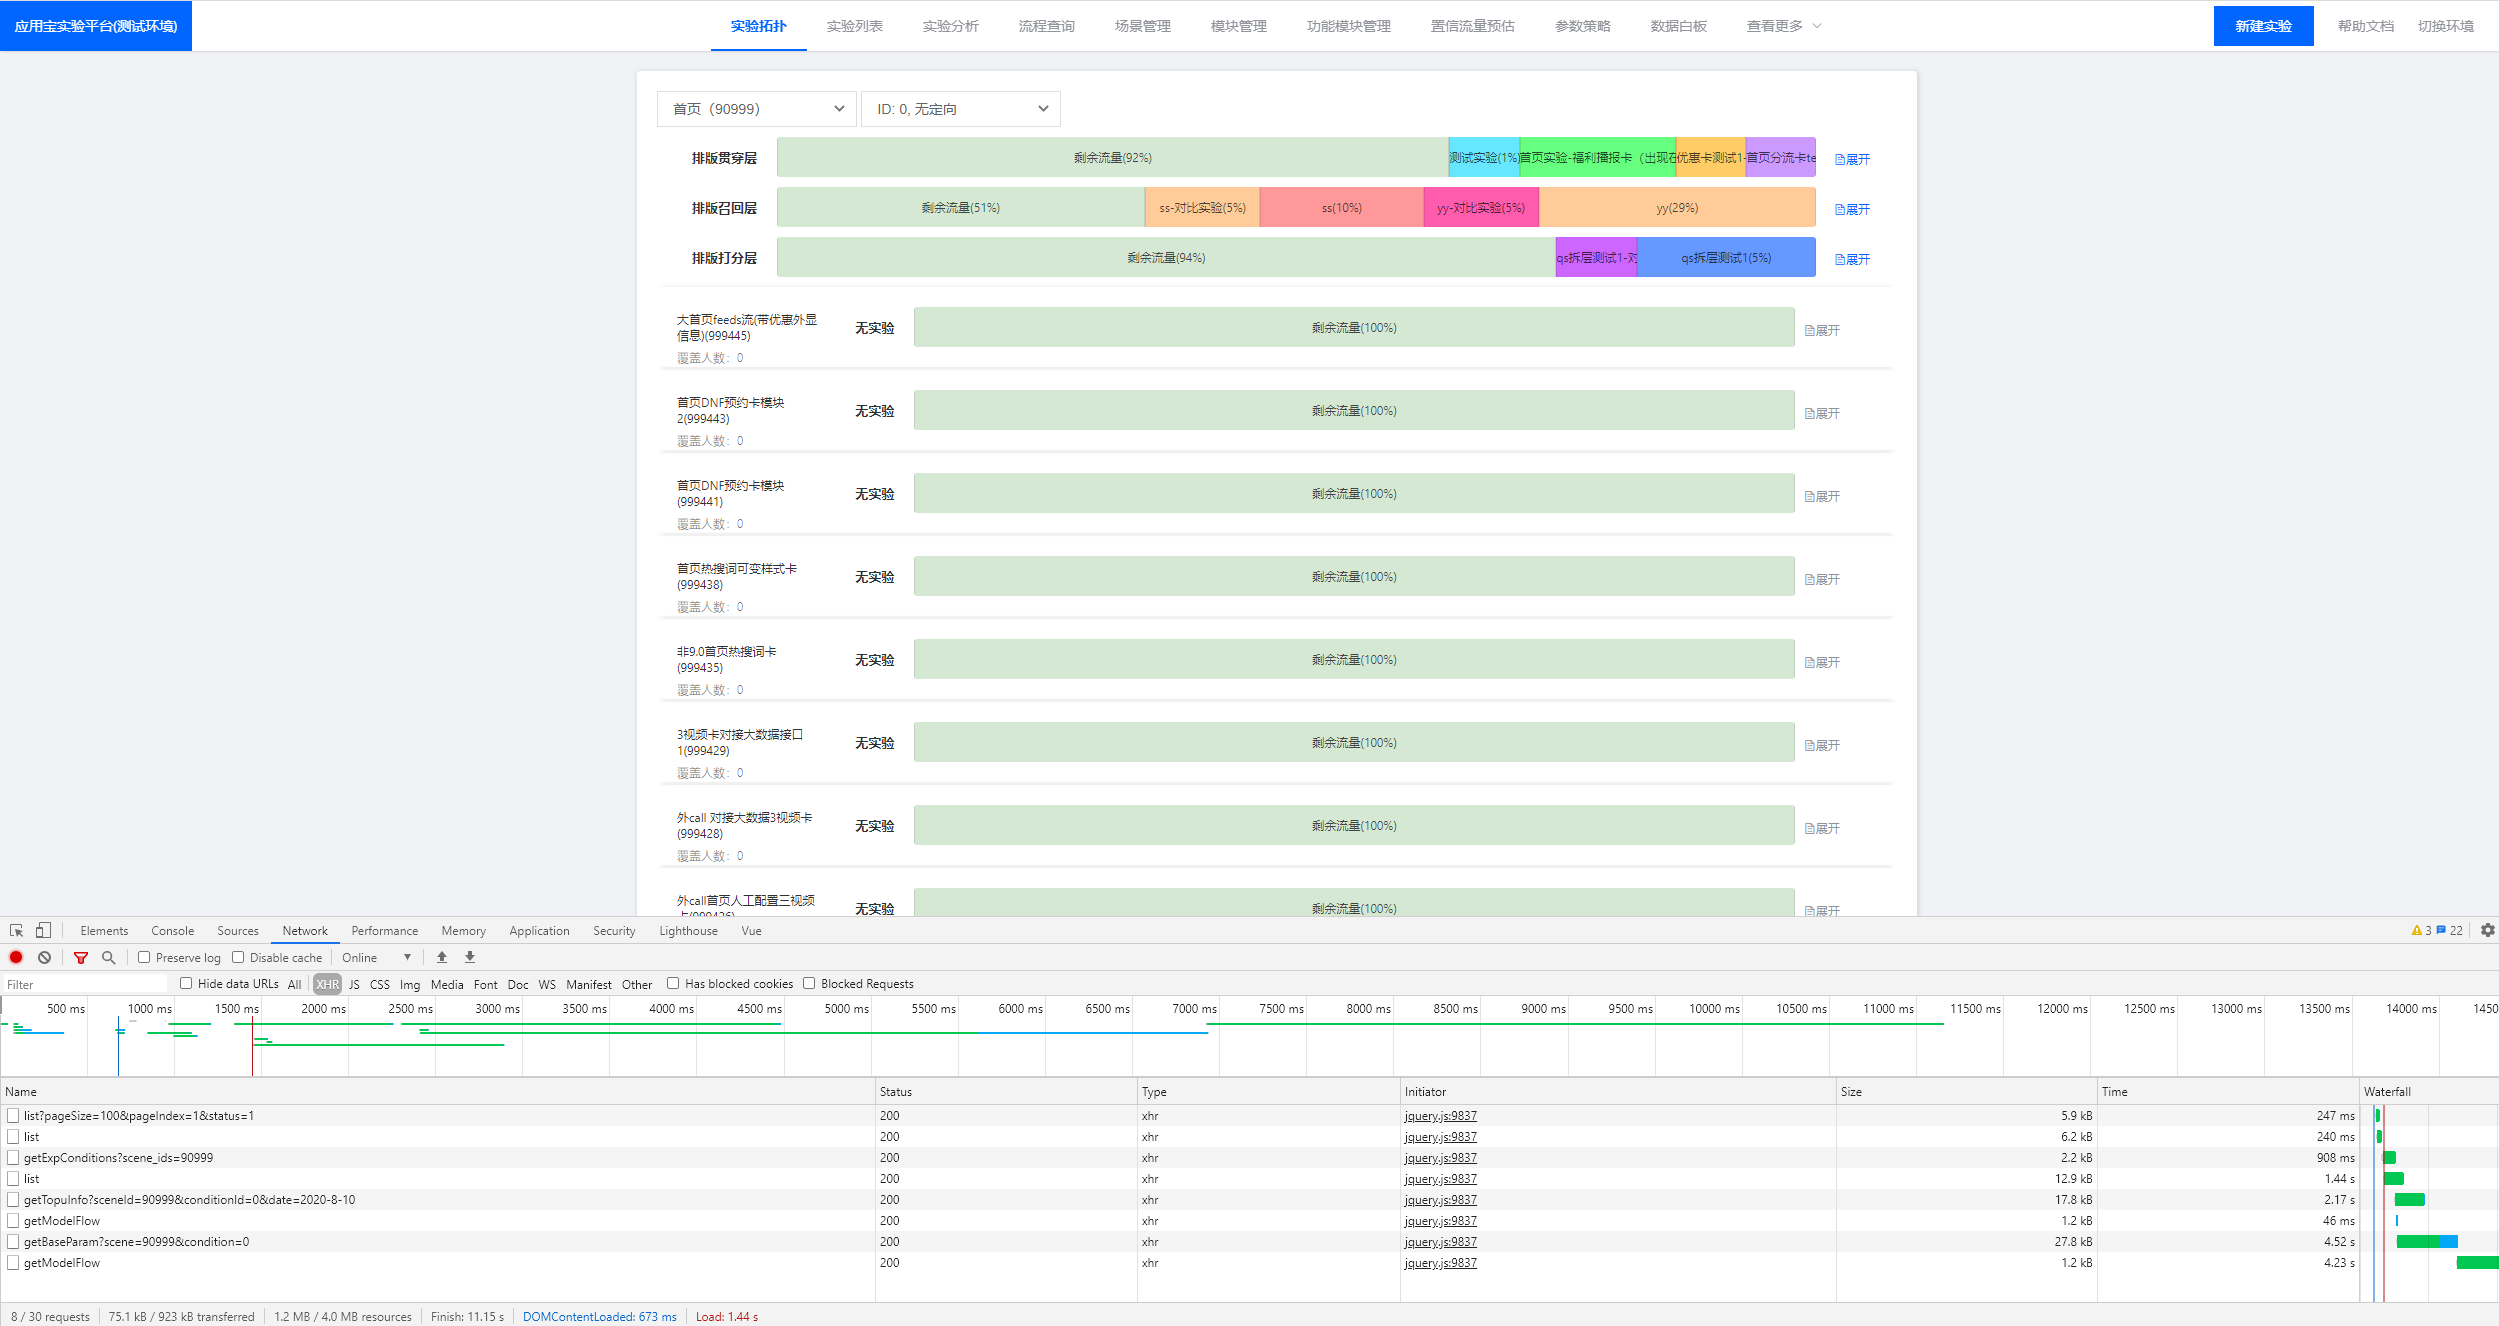 应用宝实验平台(测试环境)
实验拓扑 实验列表 实验分析 流程查询 场景管理 模块管理 功能模块管理 置信流量预估 参数策略 数据白板 查看更多
新建实验 帮助文档 切换环境
首页（90999） ID: 0, 无定向
排版贯穿层 剩余流量(92%) 测试实验(1%) 首页实验-福利播报卡（出现在 优惠卡测试1- 首页分流卡te 展开
排版召回层 剩余流量(51%) ss-对比实验(5%) ss(10%) yy-对比实验(5%) yy(29%) 展开
排版打分层 剩余流量(94%) qs拆层测试1-对 qs拆层测试1(5%) 展开
大首页feeds流(带优惠外显
信息)(999445)
覆盖人数：0
无实验 剩余流量(100%) 展开
首页DNF预约卡模块
2(999443)
覆盖人数：0
无实验 剩余流量(100%) 展开
首页DNF预约卡模块
(999441)
覆盖人数：0
无实验 剩余流量(100%) 展开
首页热搜词可变样式卡
(999438)
覆盖人数：0
无实验 剩余流量(100%) 展开
非9.0首页热搜词卡
(999435)
覆盖人数：0
无实验 剩余流量(100%) 展开
3视频卡对接大数据接口
1(999429)
覆盖人数：0
无实验 剩余流量(100%) 展开
外call 对接大数据3视频卡
(999428)
覆盖人数：0
无实验 剩余流量(100%) 展开
外call首页人工配置三视频
卡(999426)
无实验 剩余流量(100%) 展开
Elements Console Sources Network Performance Memory Application Security Lighthouse Vue 3 22
Preserve log Disable cache Online
Filter Hide data URLs All XHR JS CSS Img Media Font Doc WS Manifest Other Has blocked cookies Blocked Requests
500 ms 1000 ms 1500 ms 2000 ms 2500 ms 3000 ms 3500 ms 4000 ms 4500 ms 5000 ms 5500 ms 6000 ms 6500 ms 7000 ms 7500 ms 8000 ms 8500 ms 9000 ms 9500 ms 10000 ms 10500 ms 11000 ms 11500 ms 12000 ms 12500 ms 13000 ms 13500 ms 14000 ms 1450
Name Status Type Initiator Size Time Waterfall
list?pageSize=100&pageIndex=1&status=1 200 xhr jquery.js:9837 5.9 kB 247 ms
list 200 xhr jquery.js:9837 6.2 kB 240 ms
getExpConditions?scene_ids=90999 200 xhr jquery.js:9837 2.2 kB 908 ms
list 200 xhr jquery.js:9837 12.9 kB 1.44 s
getTopuInfo?sceneId=90999&conditionId=0&date=2020-8-10 200 xhr jquery.js:9837 17.8 kB 2.17 s
getModelFlow 200 xhr jquery.js:9837 1.2 kB 46 ms
getBaseParam?scene=90999&condition=0 200 xhr jquery.js:9837 27.8 kB 4.52 s
getModelFlow 200 xhr jquery.js:9837 1.2 kB 4.23 s
8 / 30 requests 75.1 kB / 923 kB transferred 1.2 MB / 4.0 MB resources Finish: 11.15 s DOMContentLoaded: 673 ms Load: 1.44 s